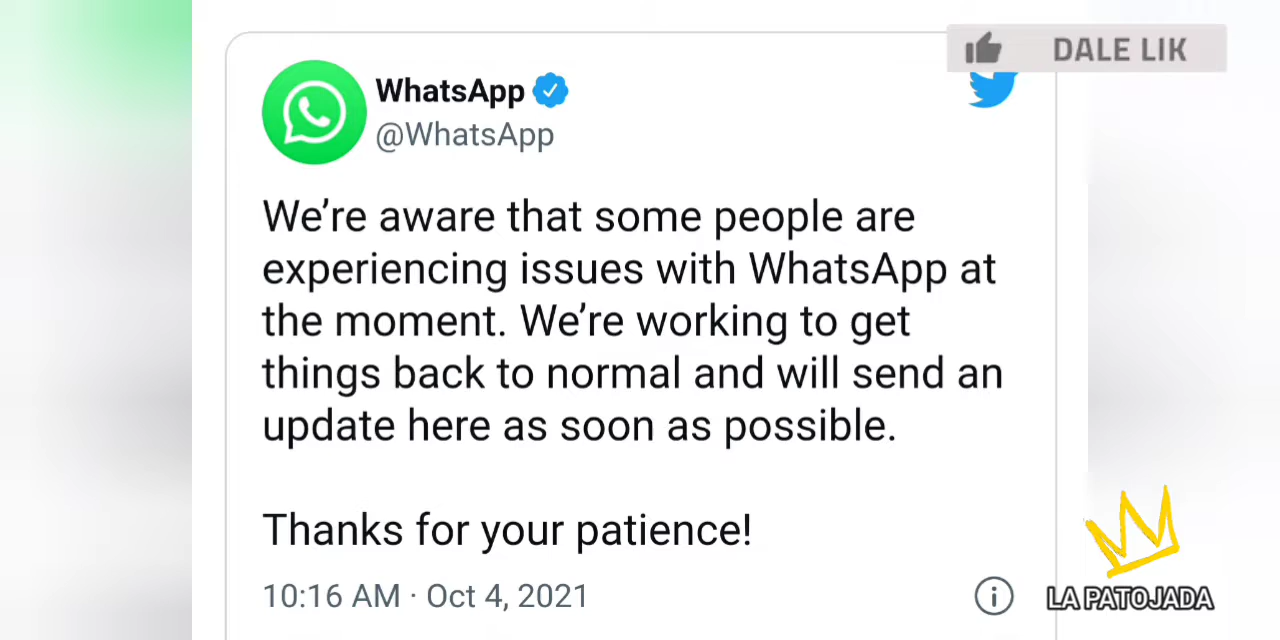 DALE LIK
WhatsApp
@WhatsApp
We’re aware that some people are
experiencing issues with WhatsApp at
the moment. We’re working to get
things back to normal and will send an
update here as soon as possible.
Thanks for your patience!
10:16 AM · Oct 4, 2021
LA PATOJADA